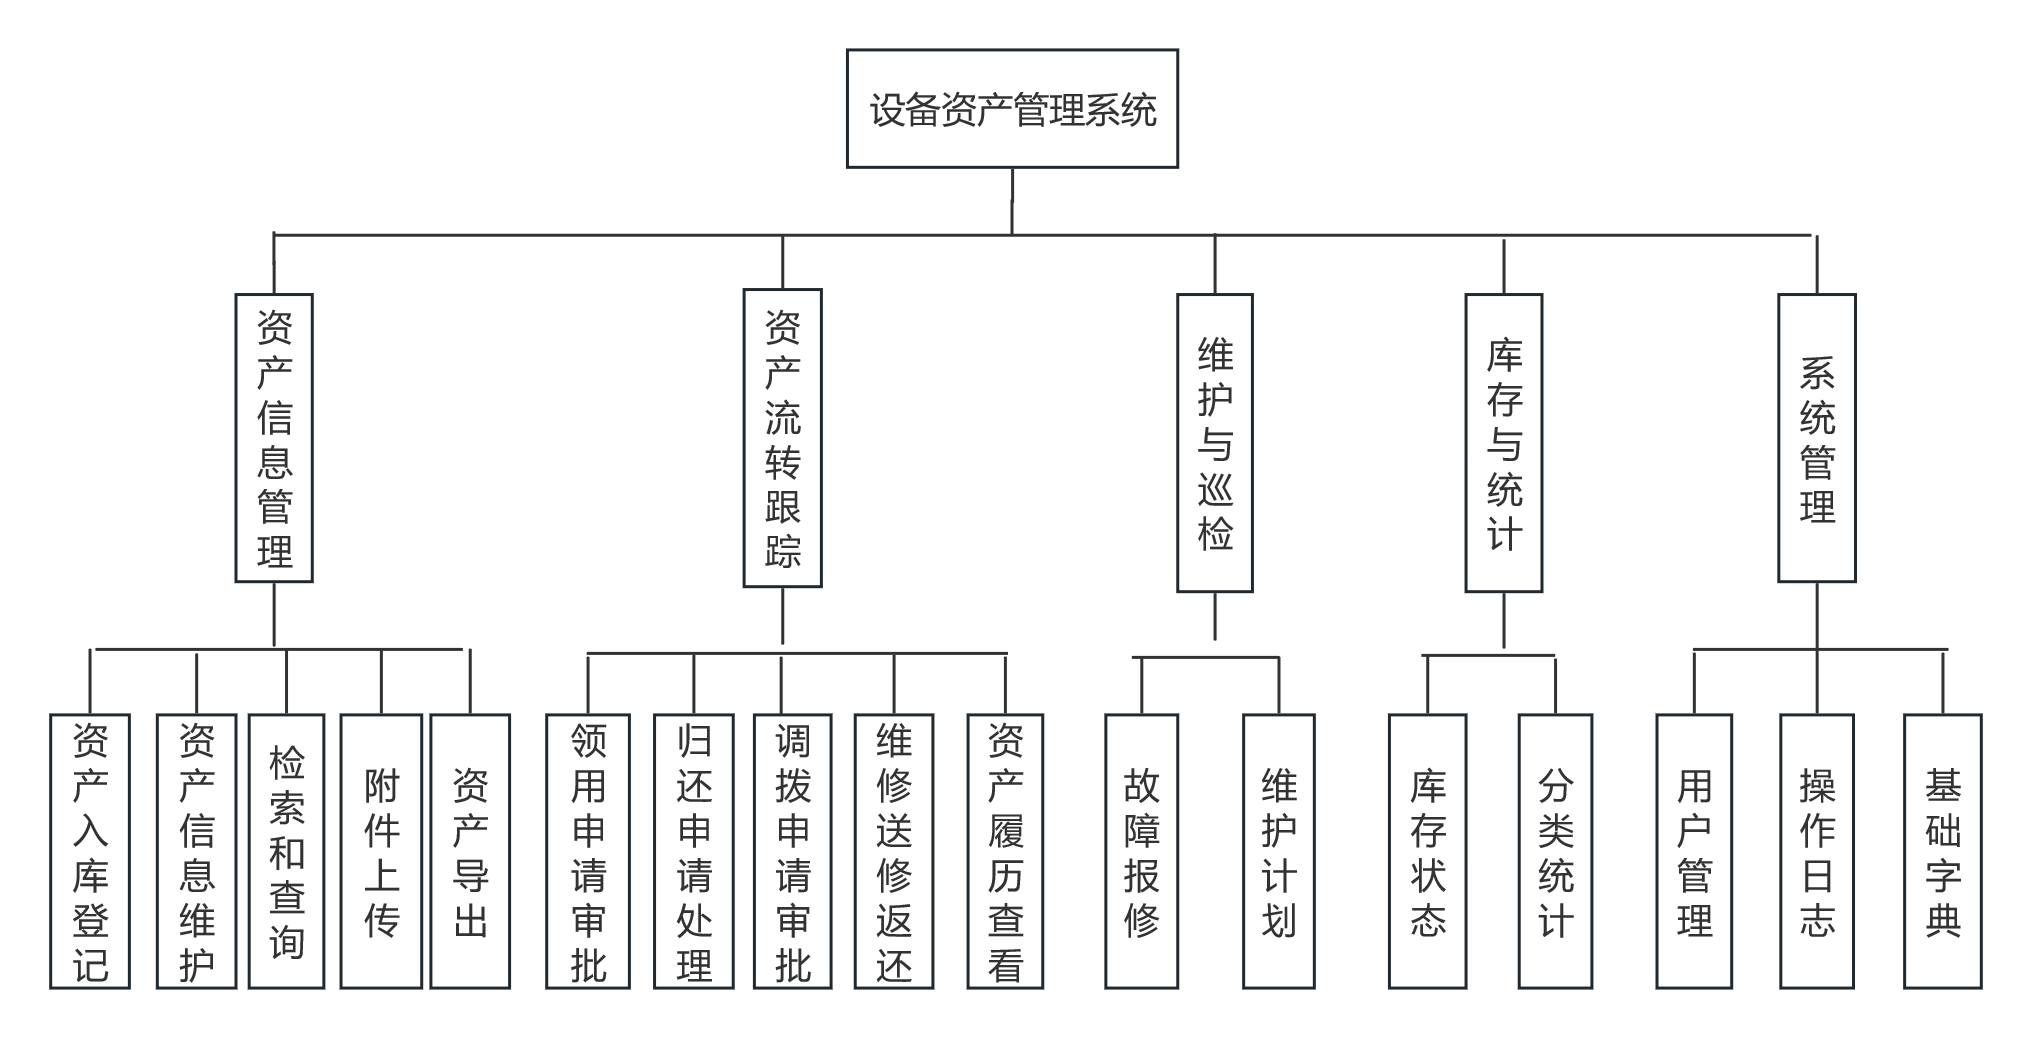 设备资产管理系统
资产信息管理
资产流转跟踪
维护与巡检
库存与统计
系统管理
资产入库登记
资产信息维护
检索和查询
附件上传
资产导出
领用申请审批
归还申请处理
调拨申请审批
维修送修返还
资产履历查看
故障报修
维护计划
库存状态
分类统计
用户管理
操作日志
基础字典